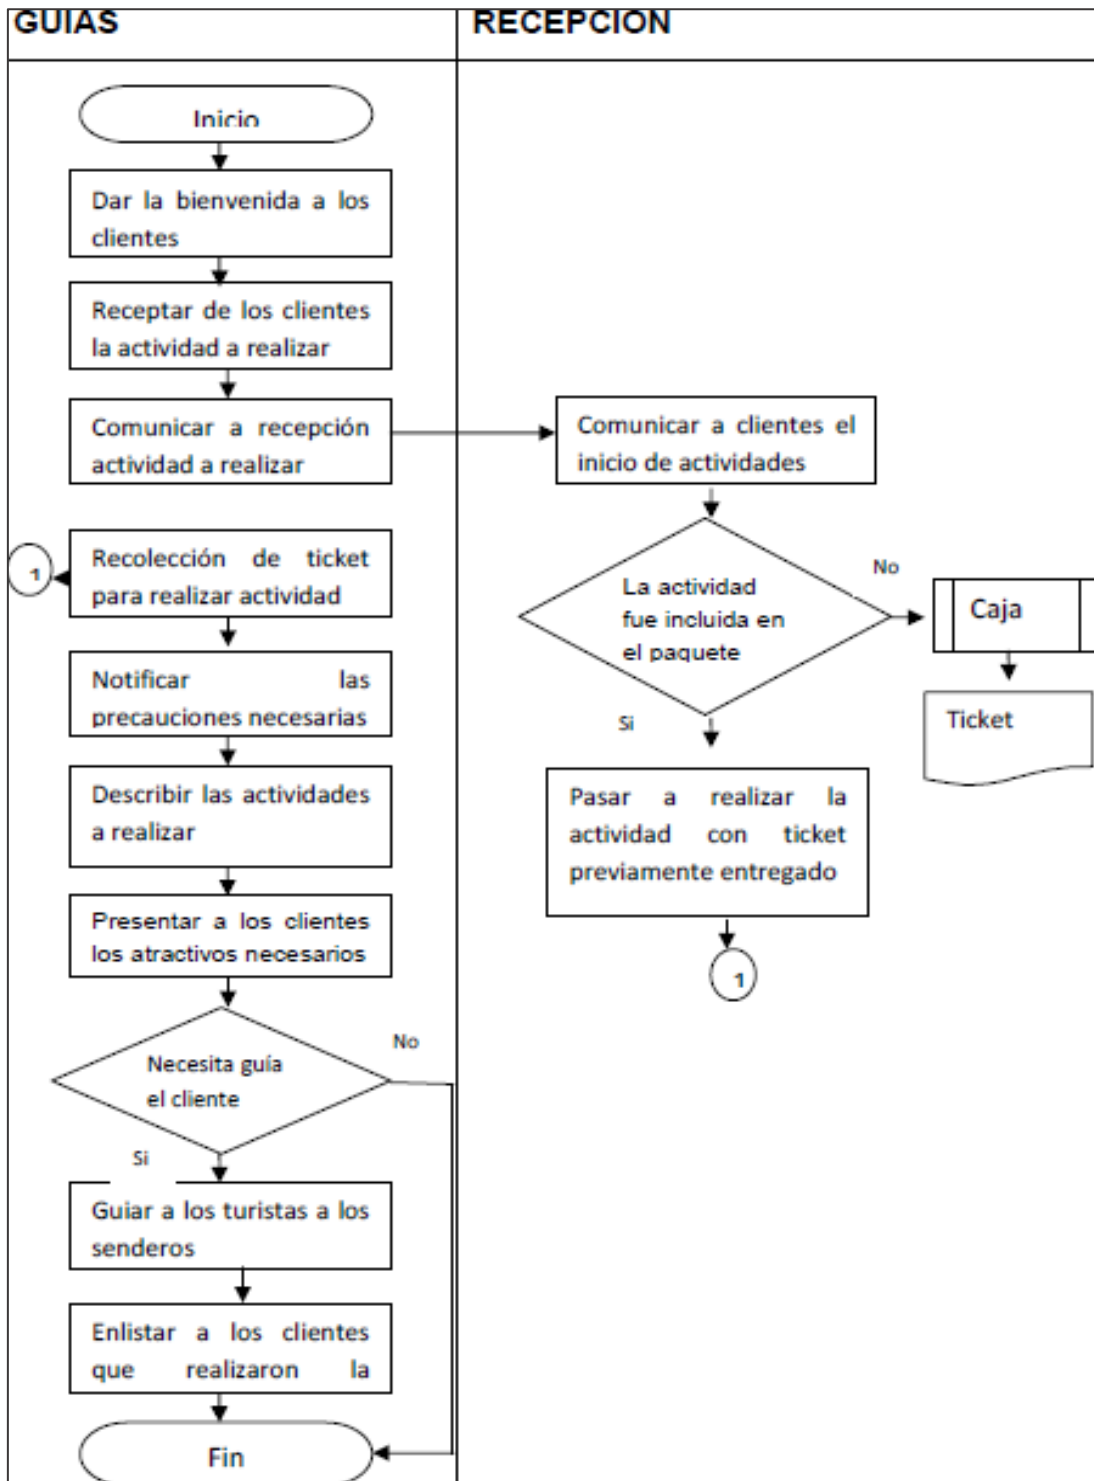 GUIAS
RECEPCION
Inicio
Dar la bienvenida a los
clientes
Receptar de los clientes
la actividad a realizar
Comunicar a recepción
actividad a realizar
1
Recolección de ticket
para realizar actividad
Notificar las
precauciones necesarias
Describir las actividades
a realizar
Presentar a los clientes
los atractivos necesarios
Necesita guía
el cliente
No
Si
Guiar a los turistas a los
senderos
Enlistar a los clientes
que realizaron la
Fin
Comunicar a clientes el
inicio de actividades
La actividad
fue incluida en
el paquete
No
Caja
Ticket
Si
Pasar a realizar la
actividad con ticket
previamente entregado
1